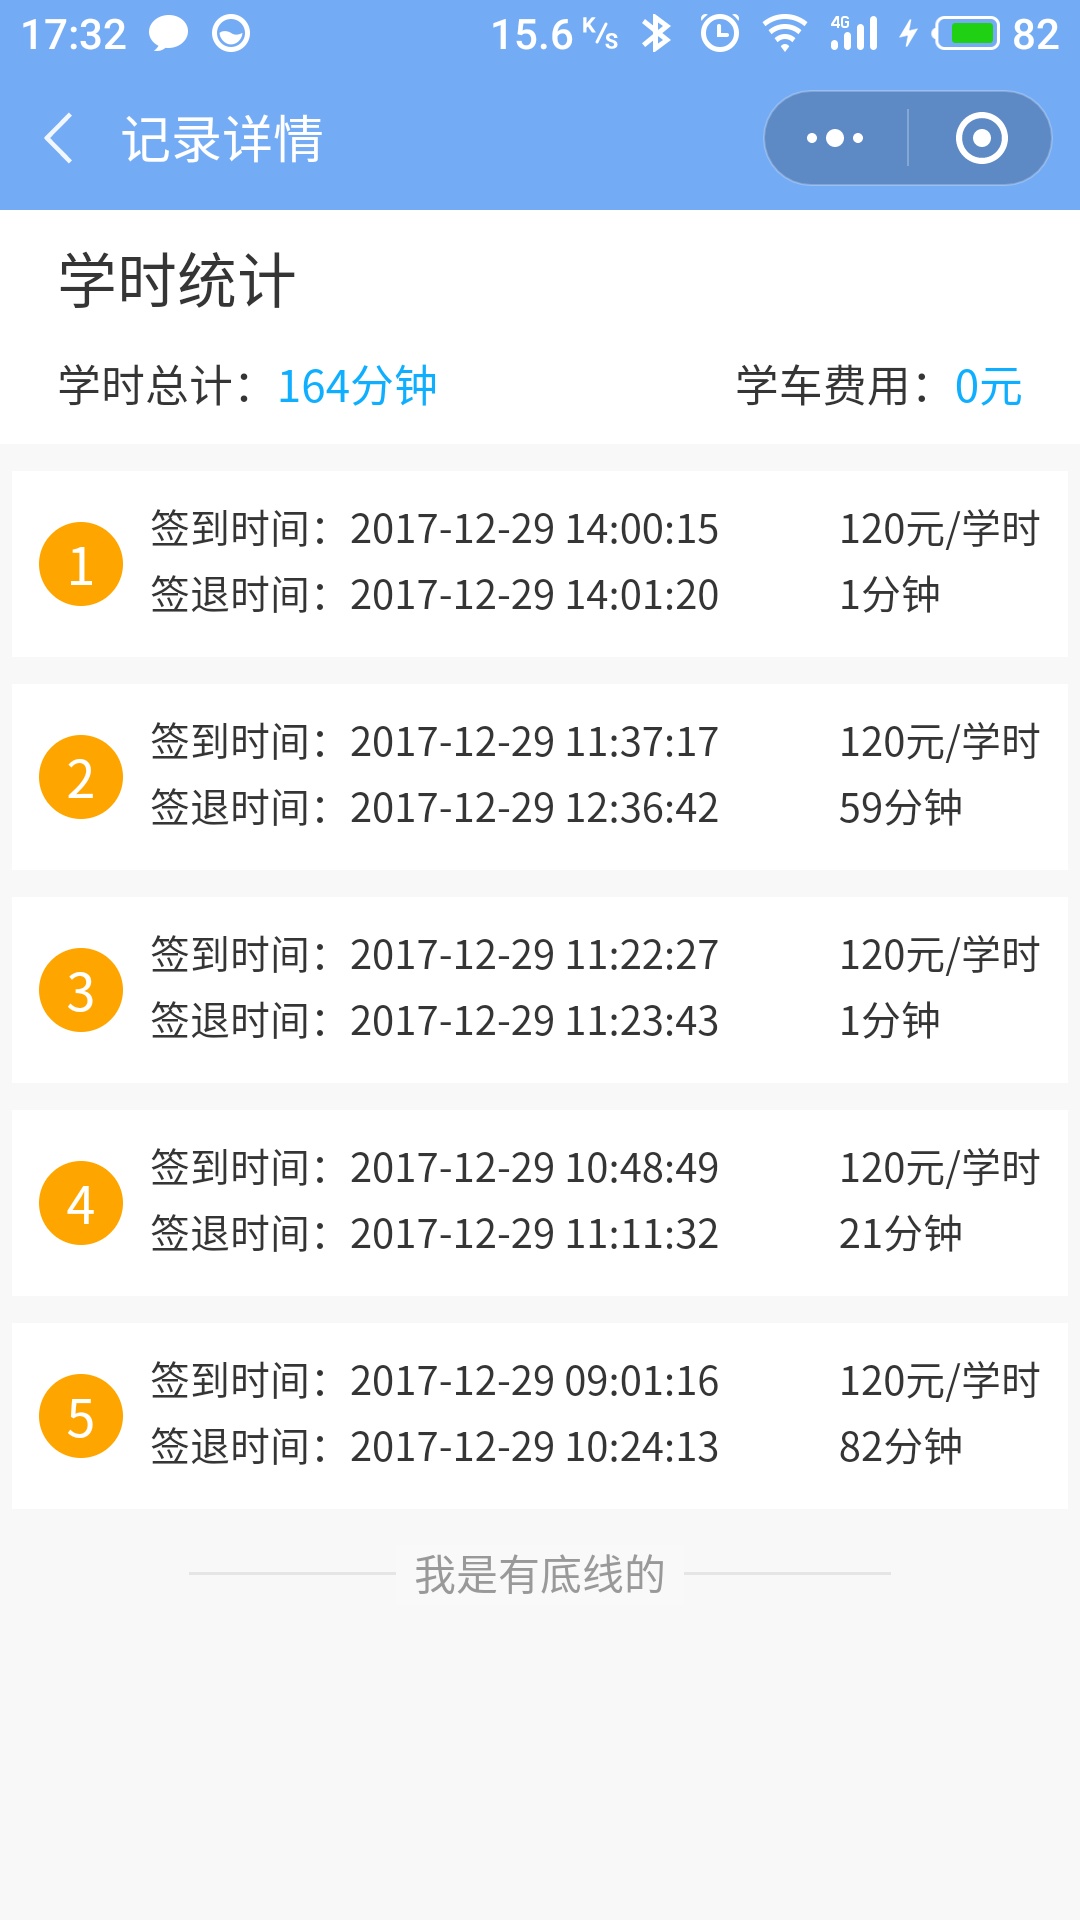 17:32 15.6 K/s 4G 82
记录详情
学时统计
学时总计：164分钟 学车费用：0元
1 签到时间：2017-12-29 14:00:15 120元/学时
签退时间：2017-12-29 14:01:20 1分钟
2 签到时间：2017-12-29 11:37:17 120元/学时
签退时间：2017-12-29 12:36:42 59分钟
3 签到时间：2017-12-29 11:22:27 120元/学时
签退时间：2017-12-29 11:23:43 1分钟
4 签到时间：2017-12-29 10:48:49 120元/学时
签退时间：2017-12-29 11:11:32 21分钟
5 签到时间：2017-12-29 09:01:16 120元/学时
签退时间：2017-12-29 10:24:13 82分钟
我是有底线的